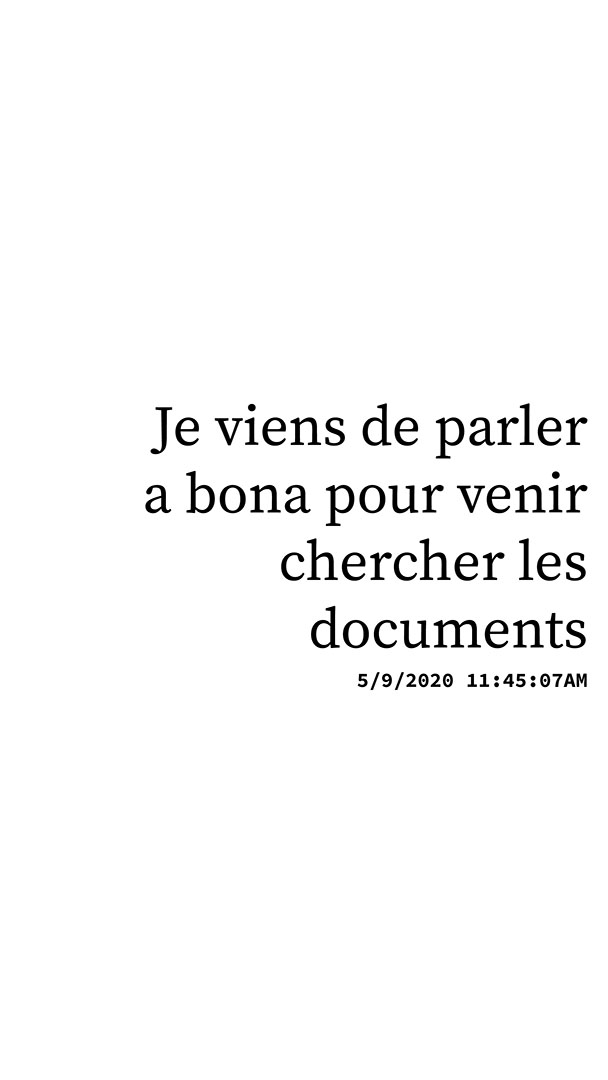 Je viens de parler
a bona pour venir
chercher les
documents
5/9/2020 11:45:07AM